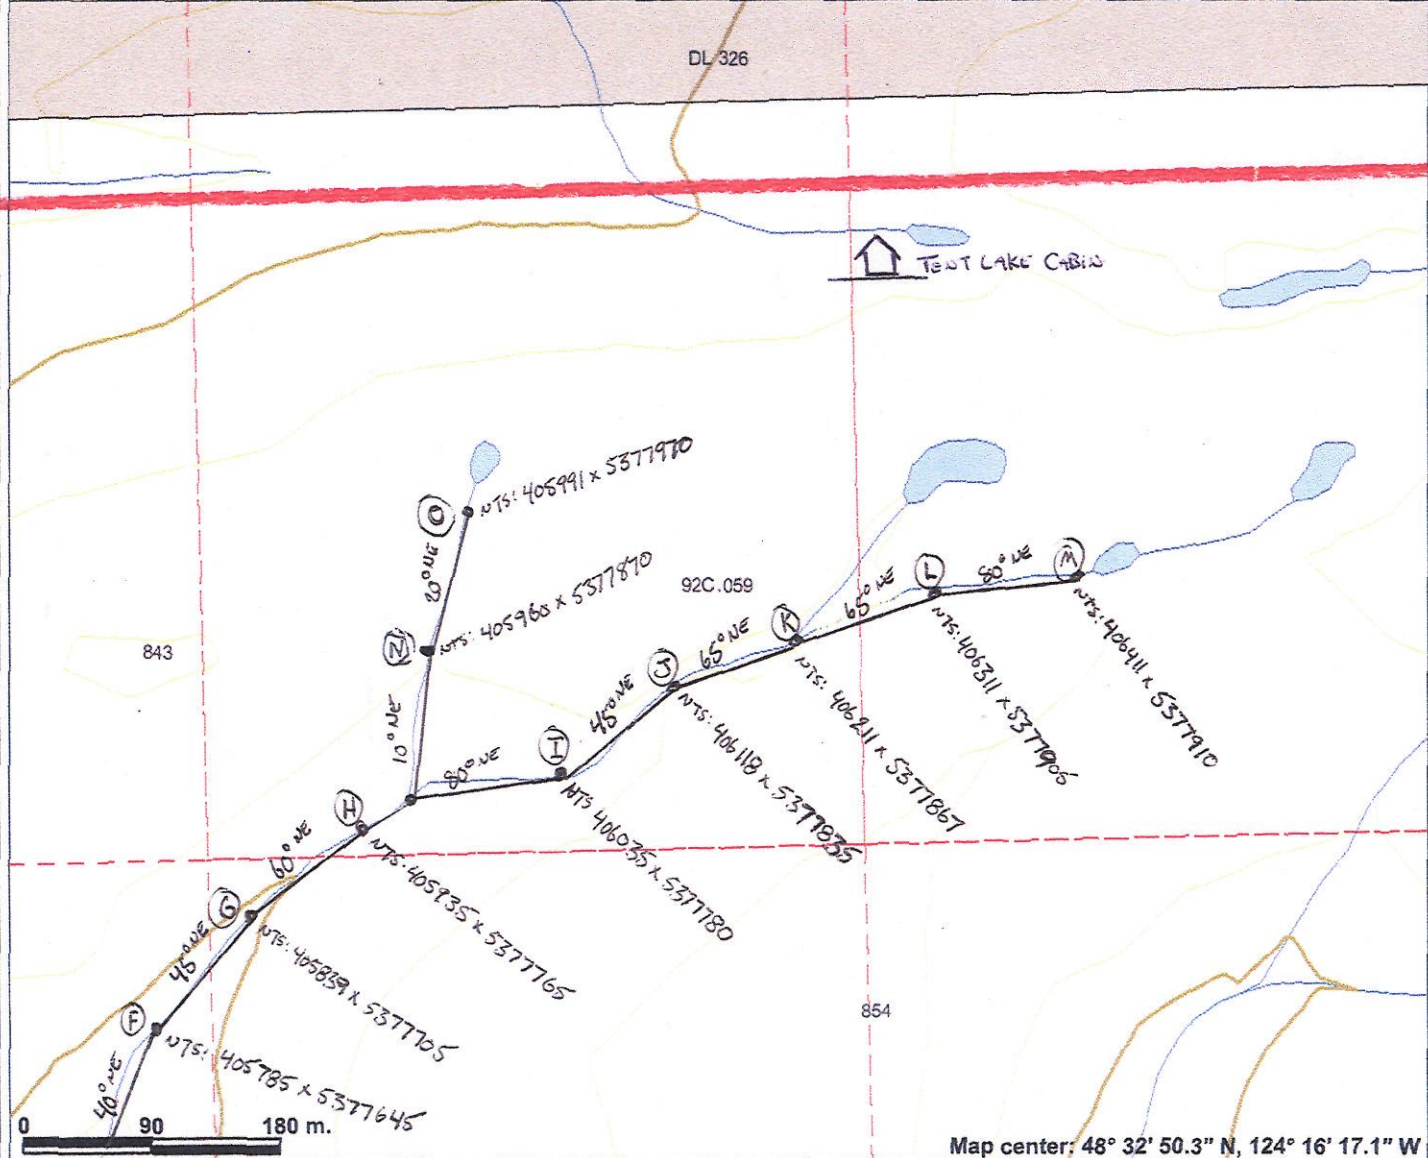 DL 326
TENT LAKE CABIN
O
NTS: 405991 x 5377970
20° NE
N
NTS: 405960 x 5377870
92C.059
843
10° NE
M
80° NE
NTS: 406411 x 5377910
L
65° NE
NTS: 406311 x 5377905
K
65° NE
NTS: 406211 x 5377867
J
45° NE
NTS: 406118 x 5377835
I
80° NE
NTS 406035 x 5377780
H
60° NE
NTS: 405935 x 5377765
G
45° NE
NTS: 405839 x 5377705
F
NTS: 405785 x 5377645
40° NE
854
0 90 180 m.
Map center: 48° 32' 50.3" N, 124° 16' 17.1" W